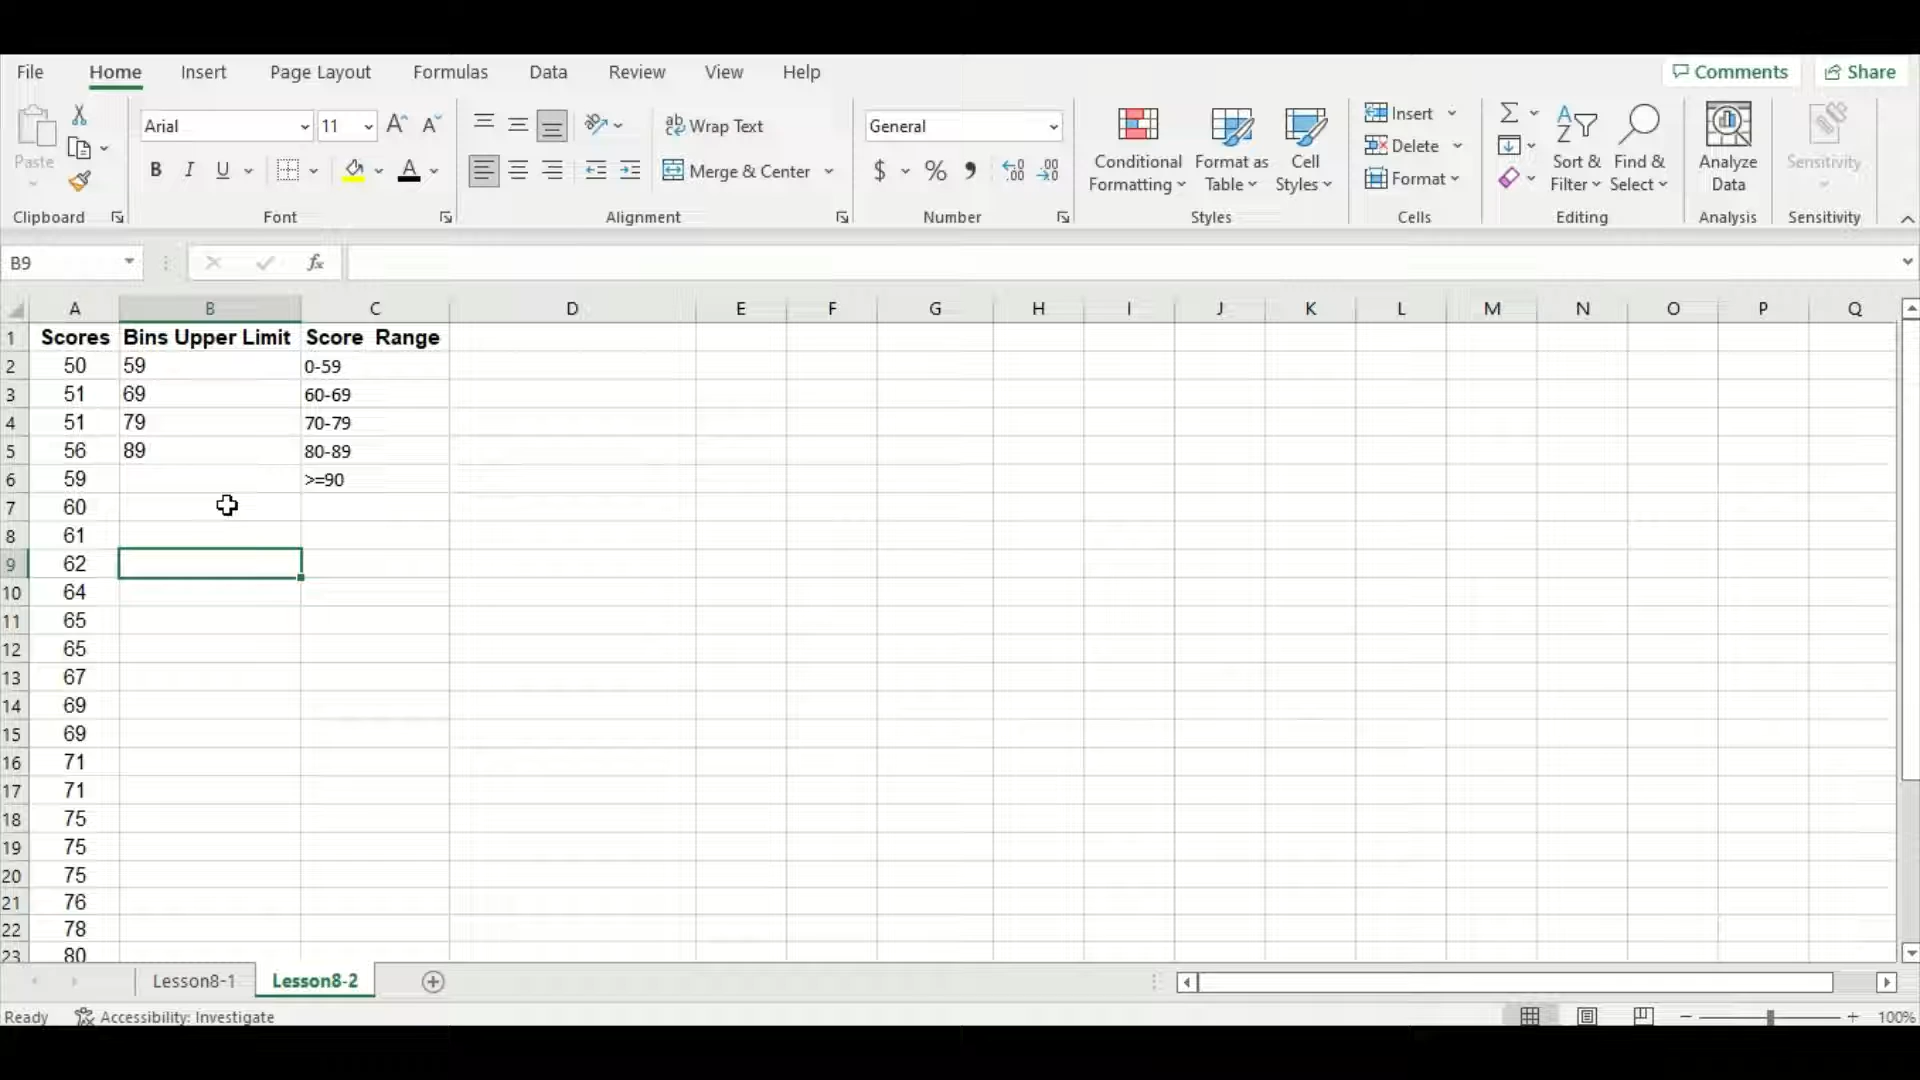 File Home Insert Page Layout Formulas Data Review View Help Comments Share
Arial 11 A^ Aˇ ab Wrap Text General Σ A Z
Paste B I U A Merge & Center $ % , Conditional Formatting Format as Table Cell Styles Insert Delete Format Sort & Filter Find & Select Analyze Data Sensitivity
Clipboard Font Alignment Number Styles Cells Editing Analysis Sensitivity
B9 fx
A B C D E F G H I J K L M N O P Q
1 Scores Bins Upper Limit Score Range
2 50 59 0-59
3 51 69 60-69
4 51 79 70-79
5 56 89 80-89
6 59 >=90
7 60
8 61
9 62
10 64
11 65
12 65
13 67
14 69
15 69
16 71
17 71
18 75
19 75
20 75
21 76
22 78
23 80
Lesson8-1 Lesson8-2
Ready Accessibility: Investigate 100%